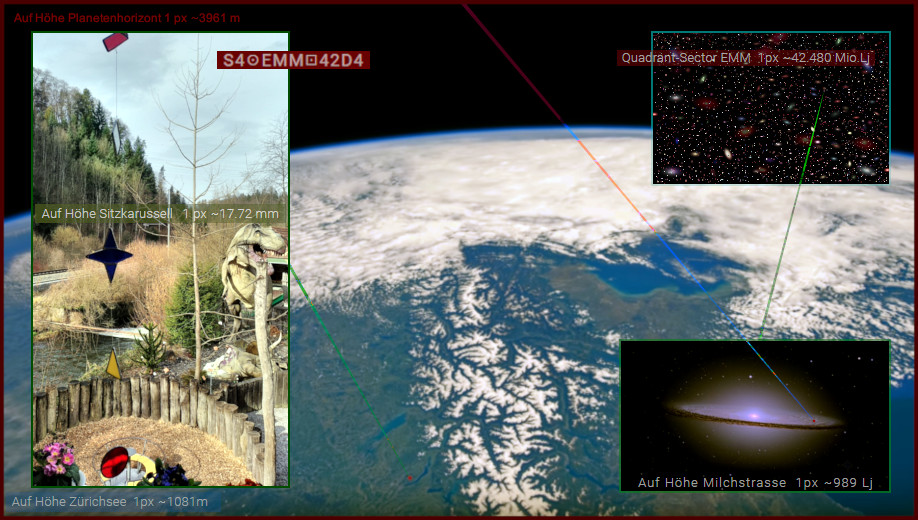 Auf Höhe Planetenhorizont 1 px ~3961 m
S4⊙EMM⊡42D4
Quadrant-Sector EMM 1px ~42.480 Mio.Lj
Auf Höhe Sitzkarussell 1 px ~17.72 mm
Auf Höhe Milchstrasse 1px ~989 Lj
Auf Höhe Zürichsee 1px ~1081m